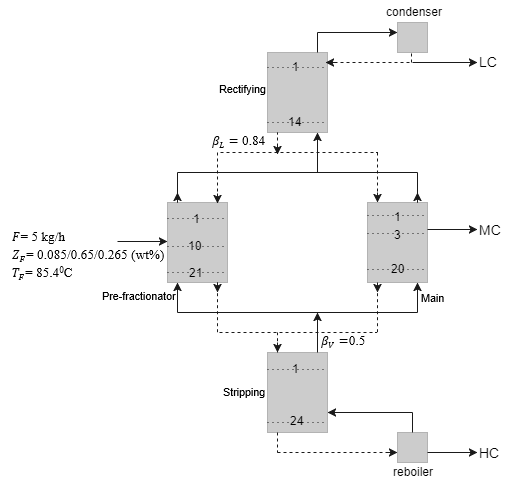 condenser
1
LC
Rectifying
14
β_L = 0.84
1
1
F= 5 kg/h
3
MC
Z_F= 0.085/0.65/0.265 (wt%)
10
T_F= 85.4⁰C
21
20
Pre-fractionator
Main
β_V =0.5
1
Stripping
24
HC
reboiler